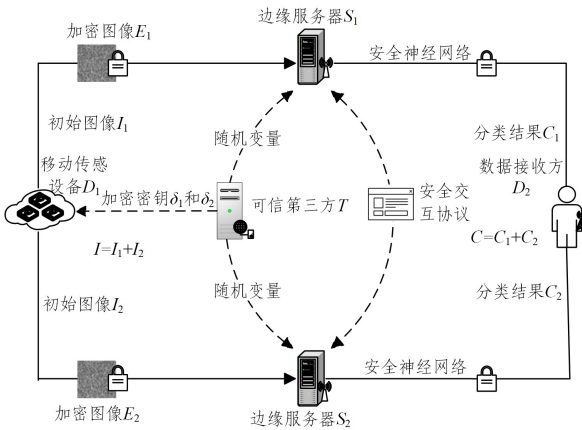 加密图像E₁
边缘服务器S₁
安全神经网络
初始图像I₁
随机变量
分类结果C₁
移动传感
设备D₁
数据接收方
D₂
加密密钥δ₁和δ₂
可信第三方T
安全交
互协议
I=I₁+I₂
C=C₁+C₂
初始图像I₂
随机变量
分类结果C₂
安全神经网络
加密图像E₂
边缘服务器S₂